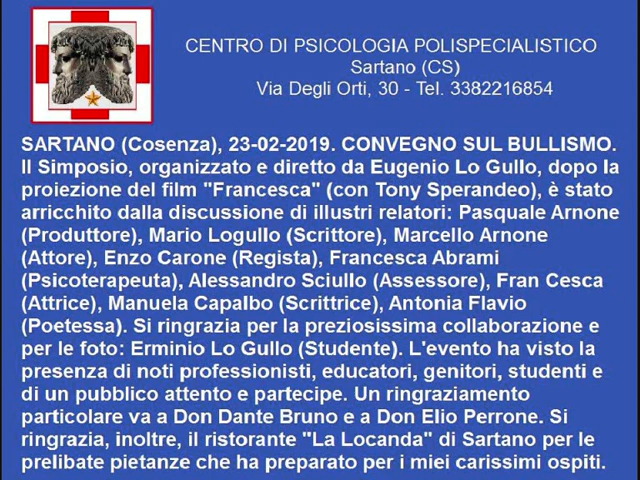 CENTRO DI PSICOLOGIA POLISPECIALISTICO
Sartano (CS)
Via Degli Orti, 30 - Tel. 3382216854
SARTANO (Cosenza), 23-02-2019. CONVEGNO SUL BULLISMO.
Il Simposio, organizzato e diretto da Eugenio Lo Gullo, dopo la
proiezione del film "Francesca" (con Tony Sperandeo), è stato
arricchito dalla discussione di illustri relatori: Pasquale Arnone
(Produttore), Mario Logullo (Scrittore), Marcello Arnone
(Attore), Enzo Carone (Regista), Francesca Abrami
(Psicoterapeuta), Alessandro Sciullo (Assessore), Fran Cesca
(Attrice), Manuela Capalbo (Scrittrice), Antonia Flavio
(Poetessa). Si ringrazia per la preziosissima collaborazione e
per le foto: Erminio Lo Gullo (Studente). L'evento ha visto la
presenza di noti professionisti, educatori, genitori, studenti e
di un pubblico attento e partecipe. Un ringraziamento
particolare va a Don Dante Bruno e a Don Elio Perrone. Si
ringrazia, inoltre, il ristorante "La Locanda" di Sartano per le
prelibate pietanze che ha preparato per i miei carissimi ospiti.